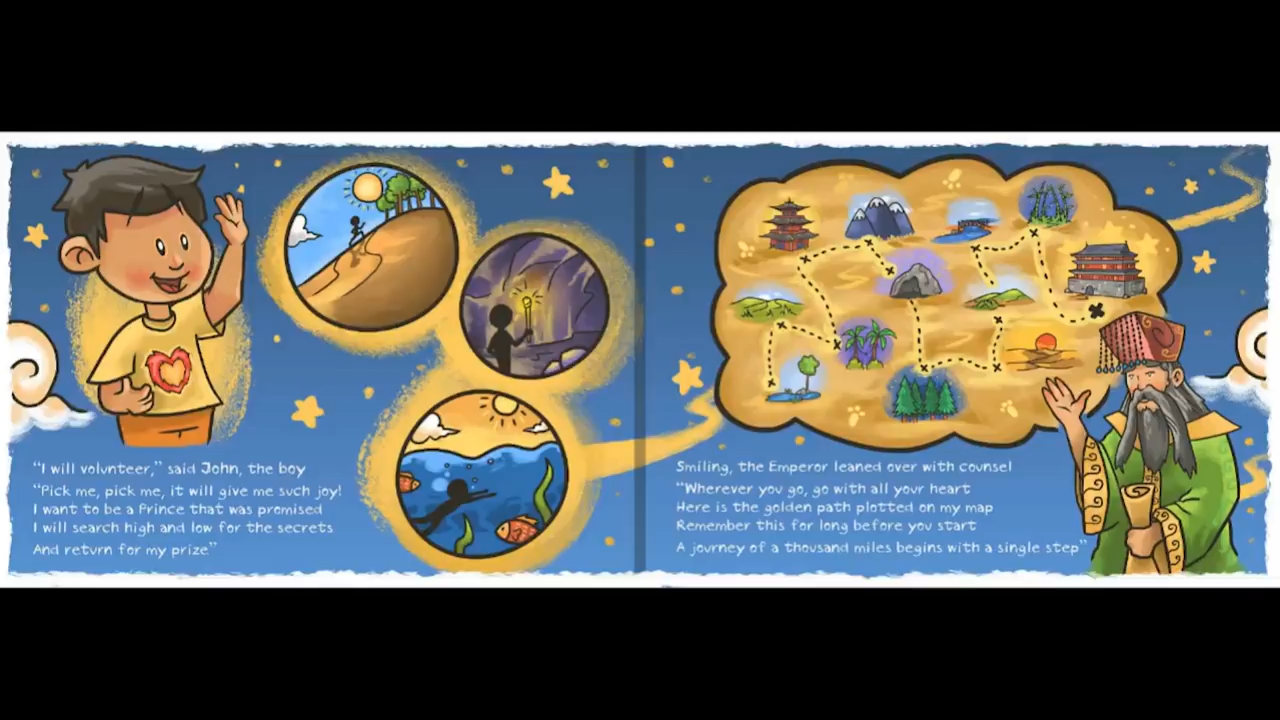 “I will volunteer,” said John, the boy
“Pick me, pick me, it will give me such joy!
I want to be a Prince that was promised
I will search high and low for the secrets
And return for my prize”
Smiling, the Emperor leaned over with counsel
“Wherever you go, go with all your heart
Here is the golden path plotted on my map
Remember this for long before you start
A journey of a thousand miles begins with a single step”